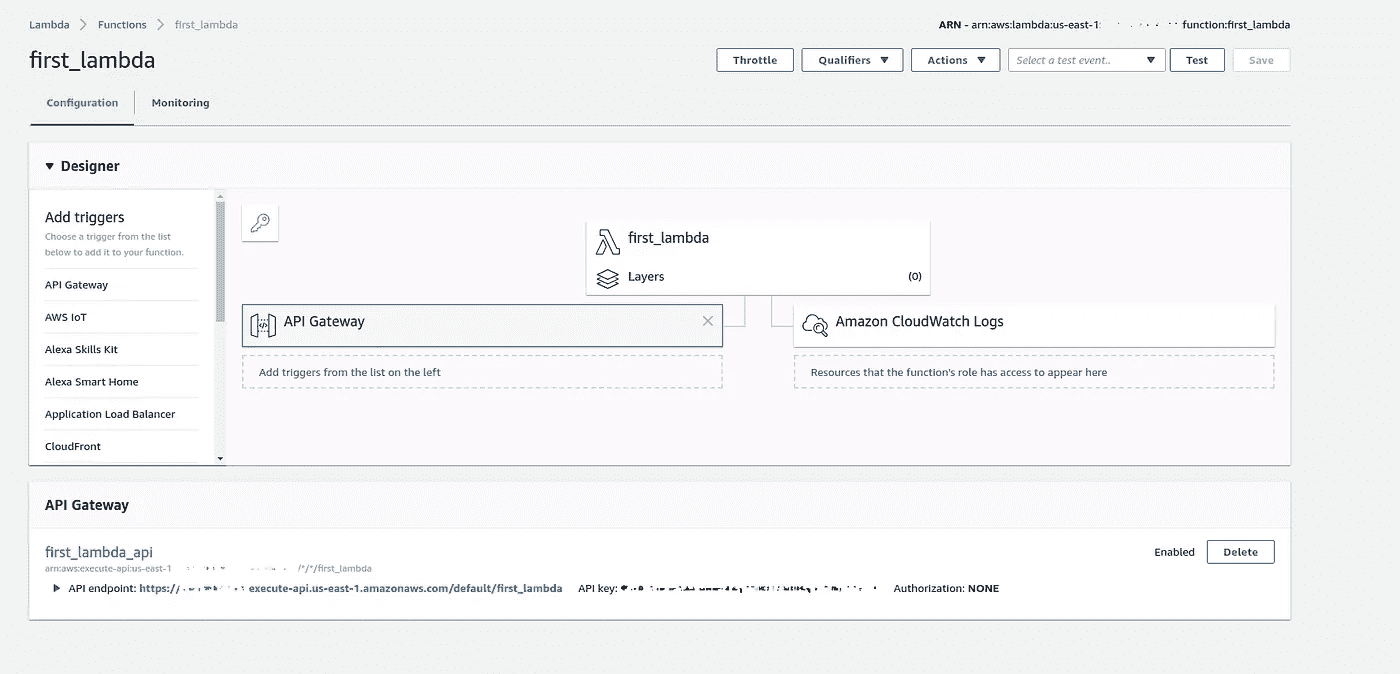 Lambda > Functions > first_lambda
ARN - arn:aws:lambda:us-east-1: function:first_lambda
first_lambda
Throttle Qualifiers Actions Select a test event.. Test Save
Configuration Monitoring
Designer
Add triggers
Choose a trigger from the list
below to add it to your function.
API Gateway
AWS IoT
Alexa Skills Kit
Alexa Smart Home
Application Load Balancer
CloudFront
first_lambda
Layers (0)
API Gateway
Add triggers from the list on the left
Amazon CloudWatch Logs
Resources that the function's role has access to appear here
API Gateway
first_lambda_api
Enabled Delete
arn:aws:execute-api:us-east-1 /*/*/first_lambda
API endpoint: https:// execute-api.us-east-1.amazonaws.com/default/first_lambda API key: Authorization: NONE